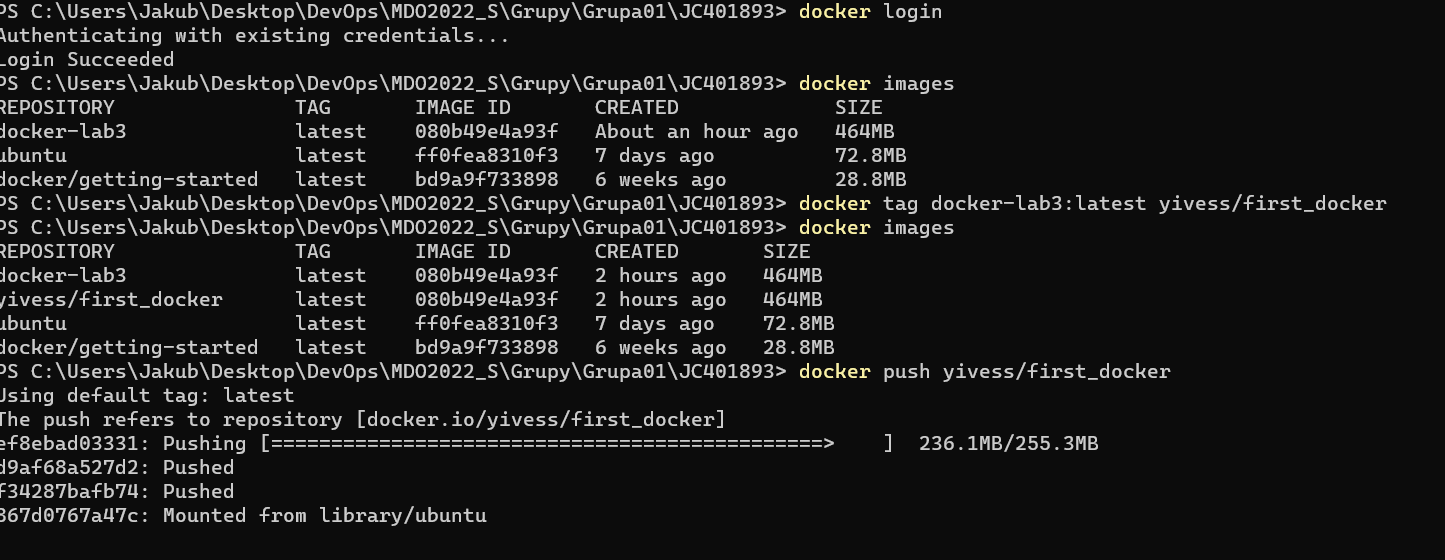 PS C:\Users\Jakub\Desktop\DevOps\MDO2022_S\Grupy\Grupa01\JC401893> docker login
Authenticating with existing credentials...
Login Succeeded
PS C:\Users\Jakub\Desktop\DevOps\MDO2022_S\Grupy\Grupa01\JC401893> docker images
REPOSITORY               TAG       IMAGE ID       CREATED             SIZE
docker-lab3              latest    080b49e4a93f   About an hour ago   464MB
ubuntu                   latest    ff0fea8310f3   7 days ago          72.8MB
docker/getting-started   latest    bd9a9f733898   6 weeks ago         28.8MB
PS C:\Users\Jakub\Desktop\DevOps\MDO2022_S\Grupy\Grupa01\JC401893> docker tag docker-lab3:latest yivess/first_docker
PS C:\Users\Jakub\Desktop\DevOps\MDO2022_S\Grupy\Grupa01\JC401893> docker images
REPOSITORY               TAG       IMAGE ID       CREATED       SIZE
docker-lab3              latest    080b49e4a93f   2 hours ago   464MB
yivess/first_docker      latest    080b49e4a93f   2 hours ago   464MB
ubuntu                   latest    ff0fea8310f3   7 days ago    72.8MB
docker/getting-started   latest    bd9a9f733898   6 weeks ago   28.8MB
PS C:\Users\Jakub\Desktop\DevOps\MDO2022_S\Grupy\Grupa01\JC401893> docker push yivess/first_docker
Using default tag: latest
The push refers to repository [docker.io/yivess/first_docker]
ef8ebad03331: Pushing [==============================================>    ]  236.1MB/255.3MB
d9af68a527d2: Pushed
f34287bafb74: Pushed
867d0767a47c: Mounted from library/ubuntu